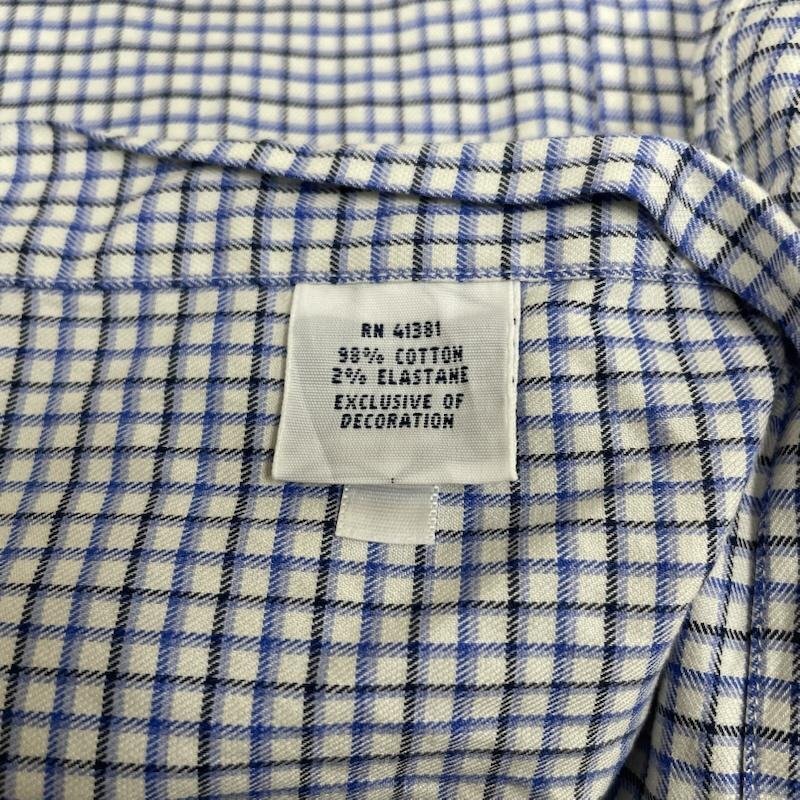 RN 41381
98% COTTON
2% ELASTANE
EXCLUSIVE OF
DECORATION